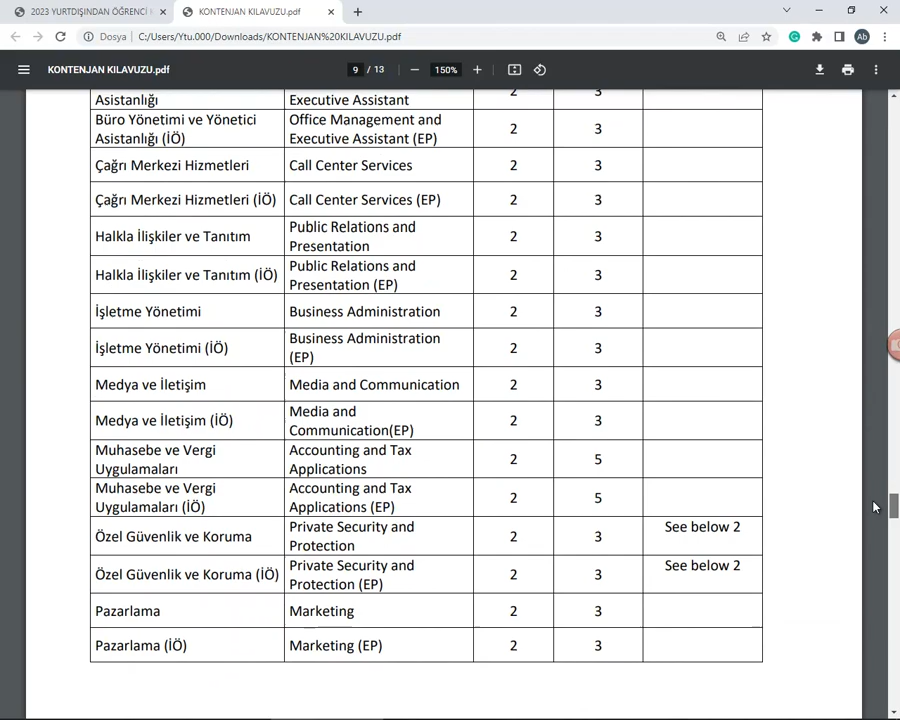 2023 YURTDIŞINDAN ÖĞRENCİ K
KONTENJAN KILAVUZU.pdf
Dosya
C:/Users/Ytu.000/Downloads/KONTENJAN%20KILAVUZU.pdf
Ab
KONTENJAN KILAVUZU.pdf
9 / 13
150%
Asistanlığı Executive Assistant 2 3
Büro Yönetimi ve Yönetici
Asistanlığı (İÖ)
Office Management and
Executive Assistant (EP)
2 3
Çağrı Merkezi Hizmetleri Call Center Services 2 3
Çağrı Merkezi Hizmetleri (İÖ) Call Center Services (EP) 2 3
Halkla İlişkiler ve Tanıtım
Public Relations and
Presentation
2 3
Halkla İlişkiler ve Tanıtım (İÖ)
Public Relations and
Presentation (EP)
2 3
İşletme Yönetimi Business Administration 2 3
İşletme Yönetimi (İÖ)
Business Administration
(EP)
2 3
Medya ve İletişim Media and Communication 2 3
Medya ve İletişim (İÖ)
Media and
Communication(EP)
2 3
Muhasebe ve Vergi
Uygulamaları
Accounting and Tax
Applications
2 5
Muhasebe ve Vergi
Uygulamaları (İÖ)
Accounting and Tax
Applications (EP)
2 5
Özel Güvenlik ve Koruma
Private Security and
Protection
2 3 See below 2
Özel Güvenlik ve Koruma (İÖ)
Private Security and
Protection (EP)
2 3 See below 2
Pazarlama Marketing 2 3
Pazarlama (İÖ) Marketing (EP) 2 3